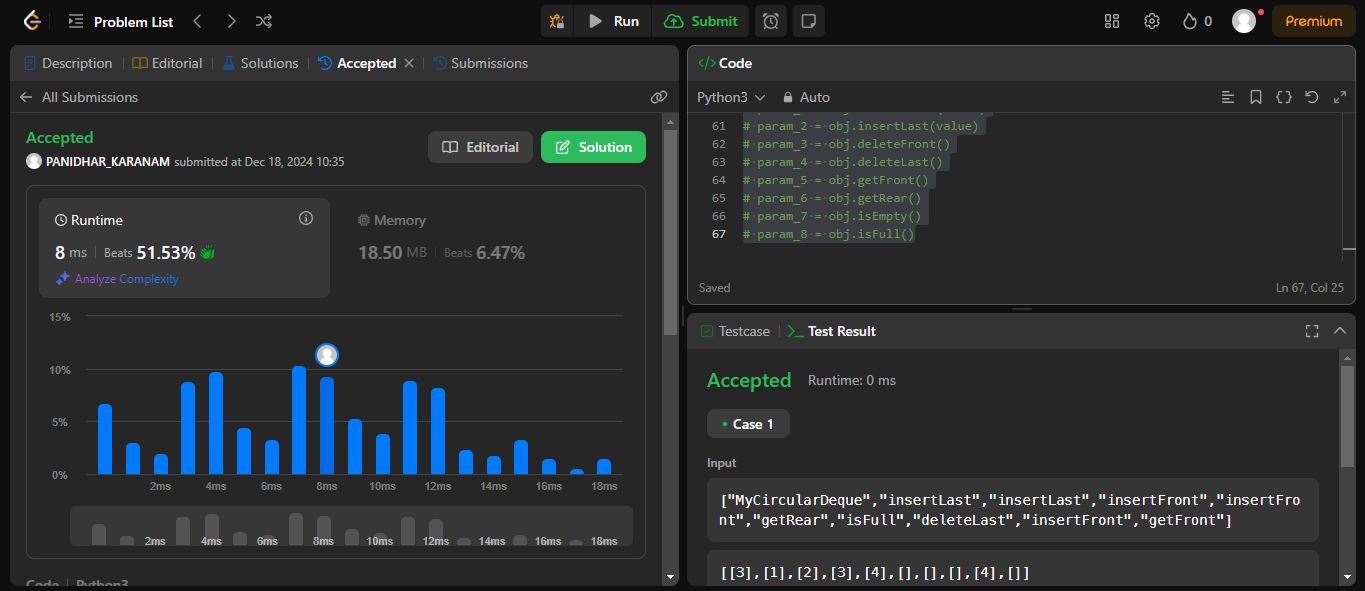 Problem List
Run
Submit
0
Premium
Description
Editorial
Solutions
Accepted
Submissions
All Submissions
Accepted
PANIDHAR_KARANAM submitted at Dec 18, 2024 10:35
Editorial
Solution
Runtime
8 ms | Beats 51.53%
Analyze Complexity
Memory
18.50 MB | Beats 6.47%
15%
10%
5%
0%
2ms 4ms 6ms 8ms 10ms 12ms 14ms 16ms 18ms
2ms 4ms 6ms 8ms 10ms 12ms 14ms 16ms 18ms
Code | Python3
</> Code
Python3
Auto
61 # param_2 = obj.insertLast(value)
62 # param_3 = obj.deleteFront()
63 # param_4 = obj.deleteLast()
64 # param_5 = obj.getFront()
65 # param_6 = obj.getRear()
66 # param_7 = obj.isEmpty()
67 # param_8 = obj.isFull()
Saved
Ln 67, Col 25
Testcase
Test Result
Accepted
Runtime: 0 ms
Case 1
Input
["MyCircularDeque","insertLast","insertLast","insertFront","insertFro
nt","getRear","isFull","deleteLast","insertFront","getFront"]
[[3],[1],[2],[3],[4],[],[],[],[4],[]]